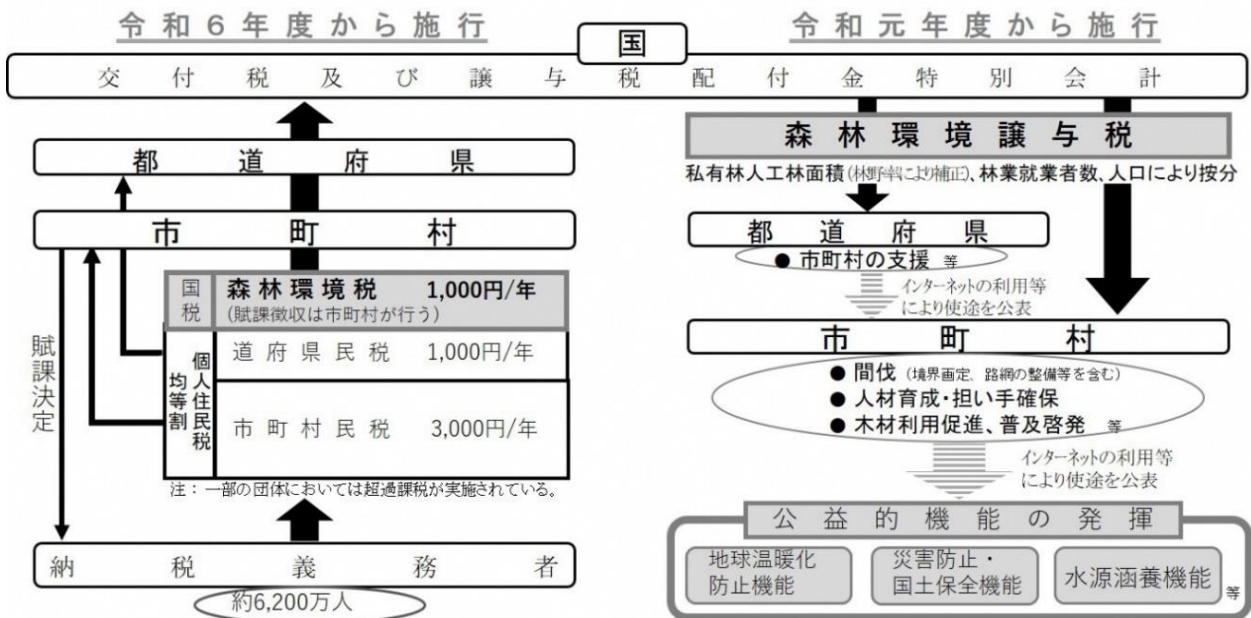 令和６年度から施行
国
令和元年度から施行
交付税及び譲与税配付金特別会計
都道府県
市町村
国税
森林環境税 1,000円/年
(賦課徴収は市町村が行う)
個人住民税
均等割
道府県民税 1,000円/年
市町村民税 3,000円/年
賦課決定
注：一部の団体においては超過課税が実施されている。
納税義務者
約6,200万人
森林環境譲与税
私有林人工林面積(林野率により補正)、林業就業者数、人口により按分
都道府県
● 市町村の支援 等
インターネットの利用等
により使途を公表
市町村
● 間伐 (境界画定、路網の整備等を含む)
● 人材育成・担い手確保
● 木材利用促進、普及啓発 等
インターネットの利用等
により使途を公表
公益的機能の発揮
地球温暖化
防止機能
災害防止・
国土保全機能
水源涵養機能
等